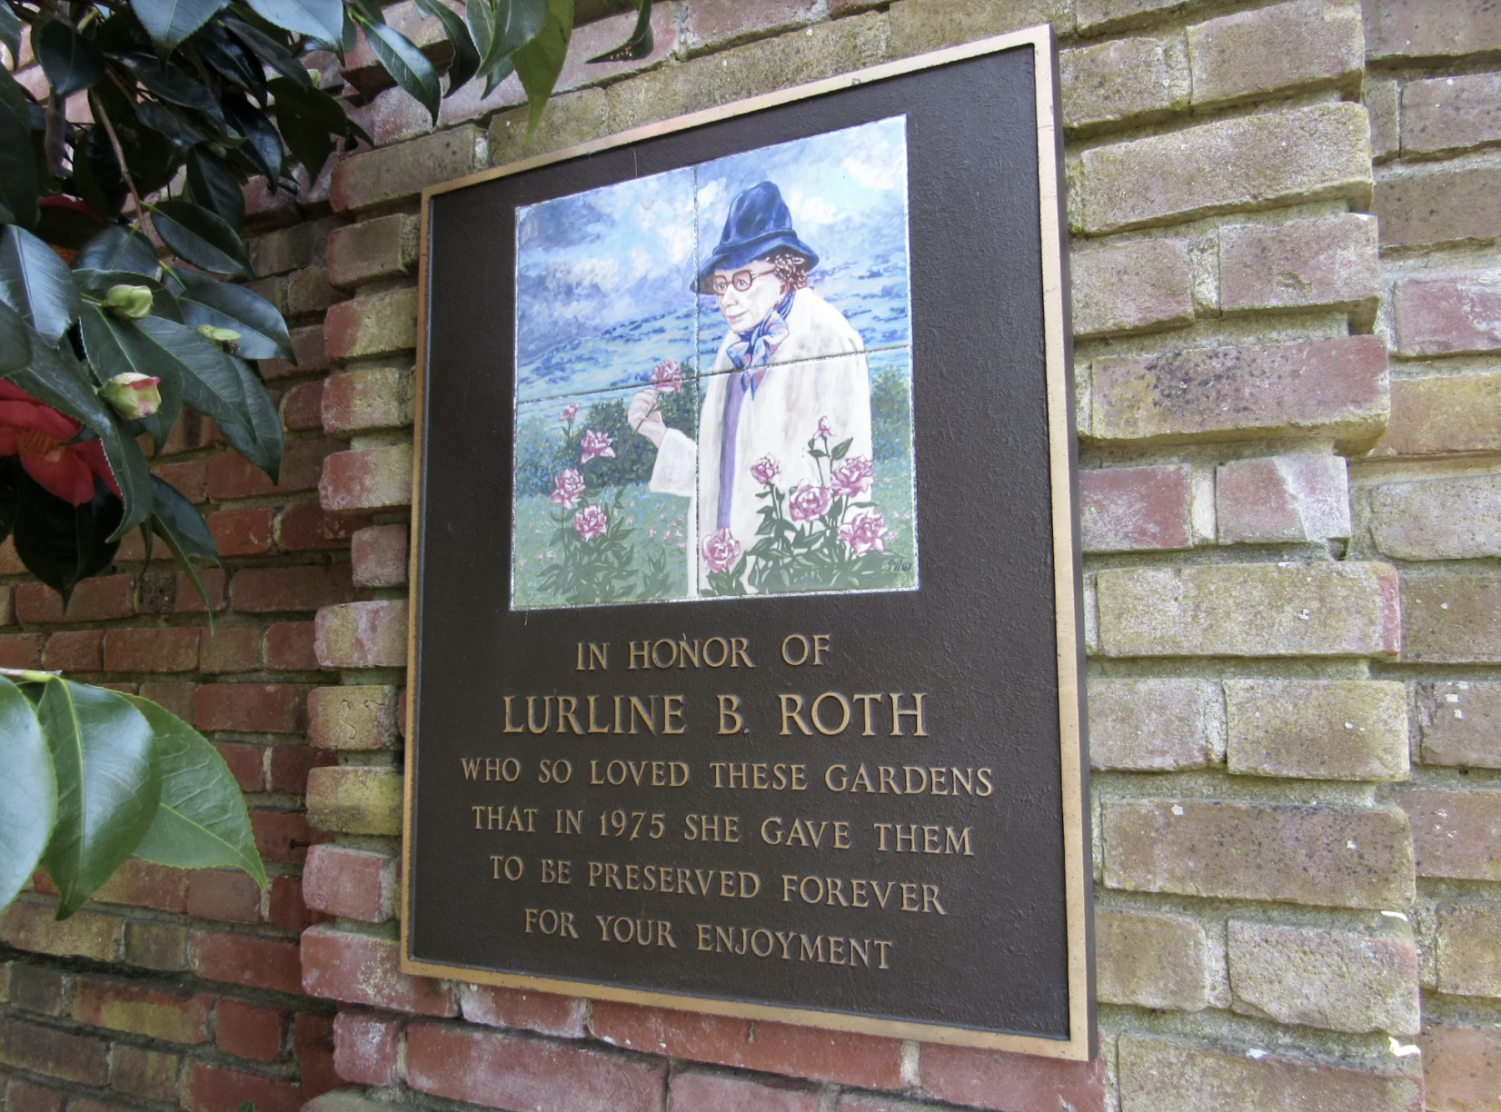 IN HONOR OF
LURLINE B. ROTH
WHO SO LOVED THESE GARDENS
THAT IN 1975 SHE GAVE THEM
TO BE PRESERVED FOREVER
FOR YOUR ENJOYMENT